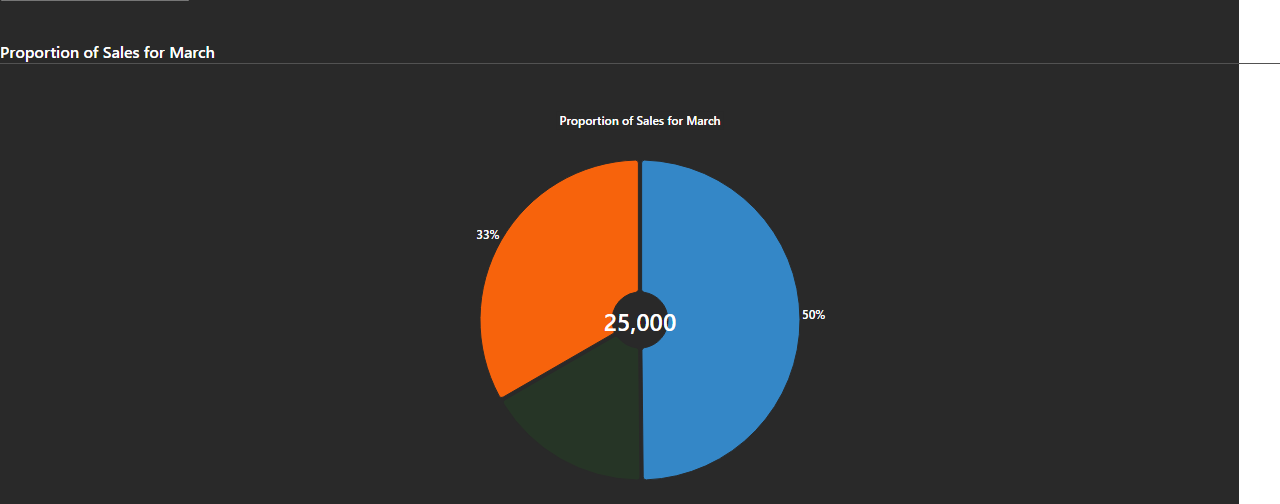 Proportion of Sales for March
Proportion of Sales for March
33%
50%
25,000